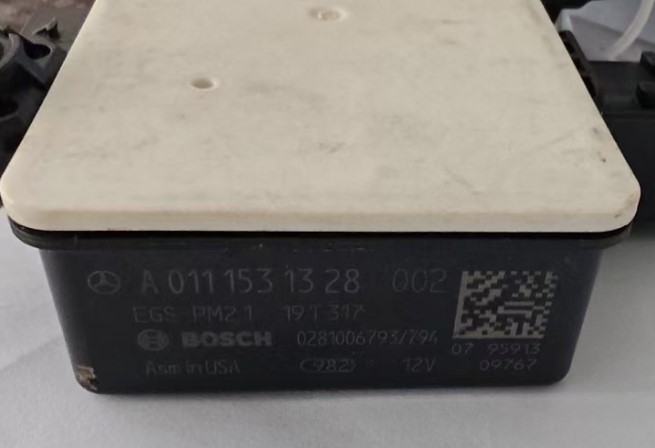 A 011 153 13 28 002
EGS PM2.1 19T317
BOSCH 0281006793/794
07 95913
Asm in USA (982) 12V
09767